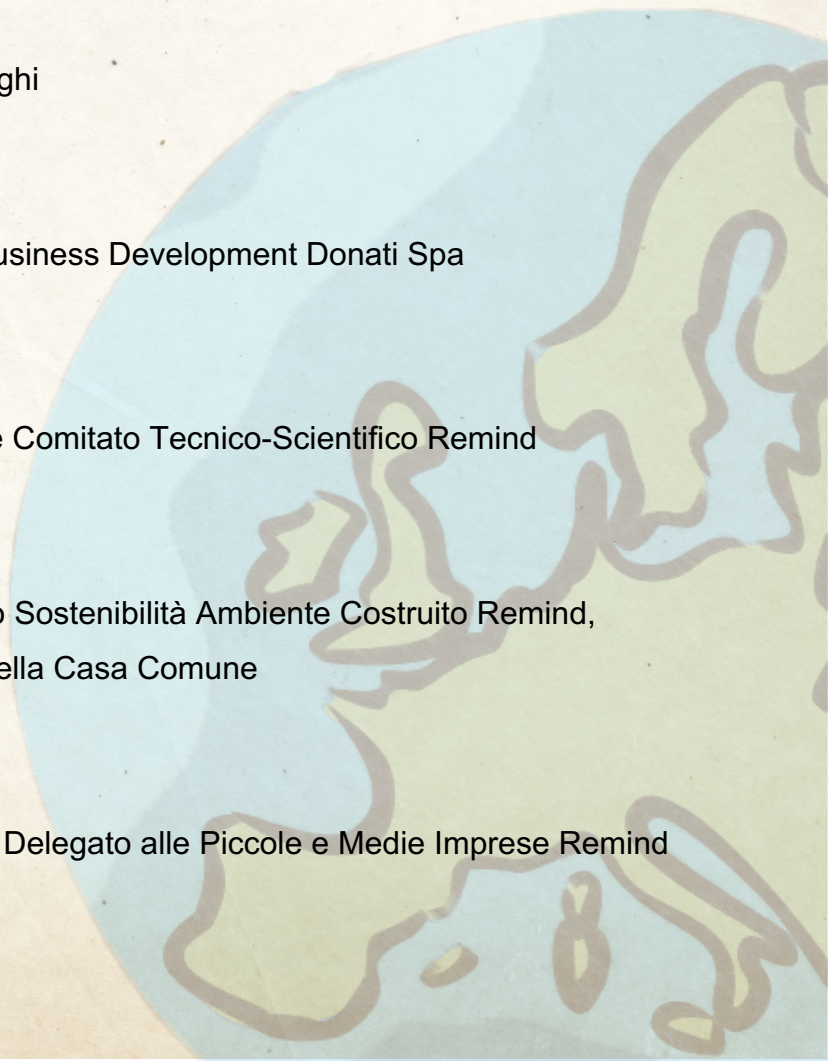 ghi
usiness Development Donati Spa
e Comitato Tecnico-Scientifico Remind
o Sostenibilità Ambiente Costruito Remind,
ella Casa Comune
Delegato alle Piccole e Medie Imprese Remind